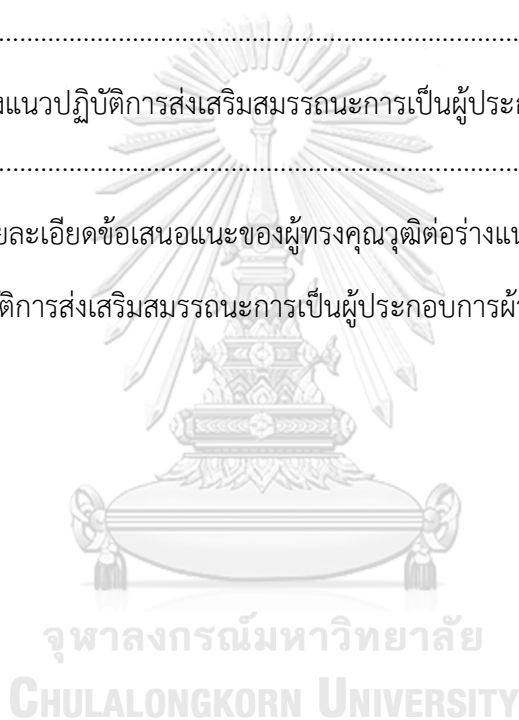 ................................................................................................
งแนวปฏิบัติการส่งเสริมสมรรถนะการเป็นผู้ประก
................................................................................................
ยละเอียดข้อเสนอแนะของผู้ทรงคุณวุฒิต่อร่างแน
ัติการส่งเสริมสมรรถนะการเป็นผู้ประกอบการผ้า
จุฬาลงกรณ์มหาวิทยาลัย
CHULALONGKORN UNIVERSITY